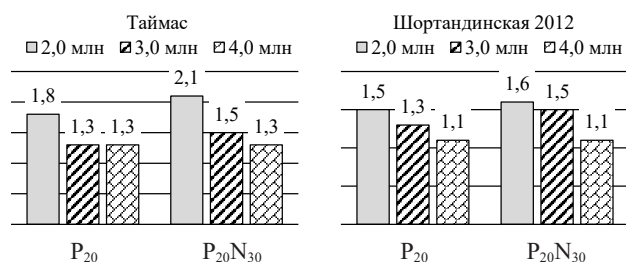 Таймас
2,0 млн 3,0 млн 4,0 млн
1,8 1,3 1,3 2,1 1,5 1,3
P20 P20N30
Шортандинская 2012
2,0 млн 3,0 млн 4,0 млн
1,5 1,3 1,1 1,6 1,5 1,1
P20 P20N30